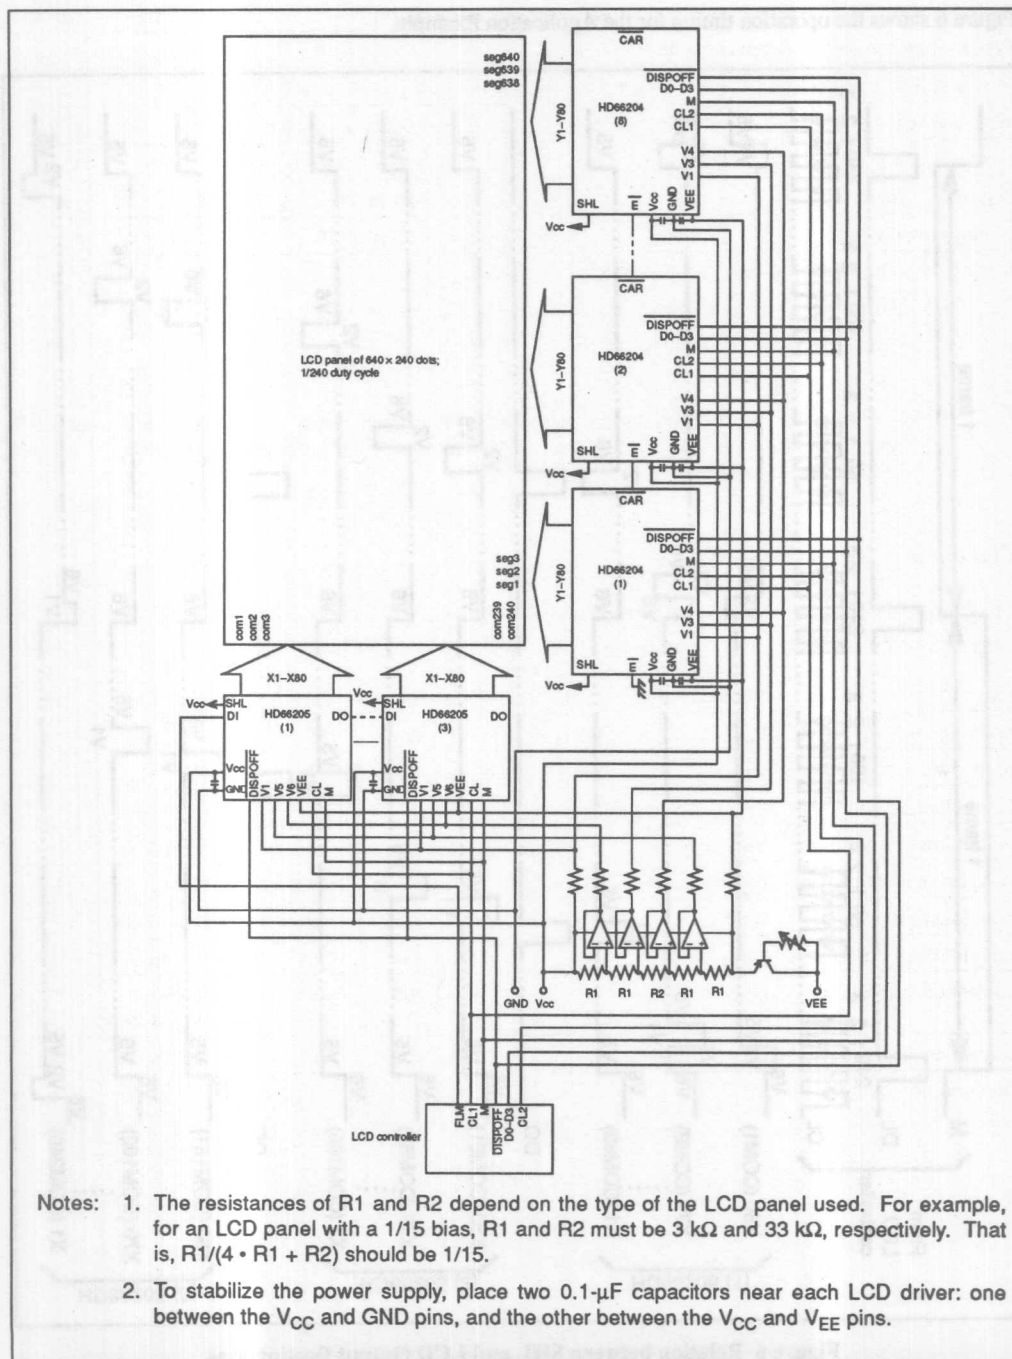 CAR
seg640
seg639
seg638
Y1–Y80
HD66204
(8)
DISPOFF
D0–D3
M
CL2
CL1
V4
V3
V1
SHL
Vcc
GND
VEE
Vcc
CAR
LCD panel of 640 × 240 dots;
1/240 duty cycle
Y1–Y80
HD66204
(2)
DISPOFF
D0–D3
M
CL2
CL1
V4
V3
V1
SHL
Vcc
GND
VEE
Vcc
CAR
seg3
seg2
seg1
Y1–Y80
HD66204
(1)
DISPOFF
D0–D3
M
CL2
CL1
V4
V3
V1
SHL
Vcc
GND
VEE
Vcc
com1
com2
com3
com239
com240
X1–X80
X1–X80
Vcc
SHL
DI
HD66205
(1)
DO
Vcc
GND
DISPOFF
V1
V5
V6
VEE
CL
M
Vcc
SHL
DI
HD66205
(3)
DO
Vcc
GND
DISPOFF
V1
V5
V6
VEE
CL
M
R1
R1
R2
R1
R1
GND
Vcc
VEE
LCD controller
FLM
CL1
M
DISPOFF
D0–D3
CL2
Notes: 1. The resistances of R1 and R2 depend on the type of the LCD panel used. For example,
for an LCD panel with a 1/15 bias, R1 and R2 must be 3 kΩ and 33 kΩ, respectively. That
is, R1/(4 • R1 + R2) should be 1/15.
2. To stabilize the power supply, place two 0.1-µF capacitors near each LCD driver: one
between the VCC and GND pins, and the other between the VCC and VEE pins.